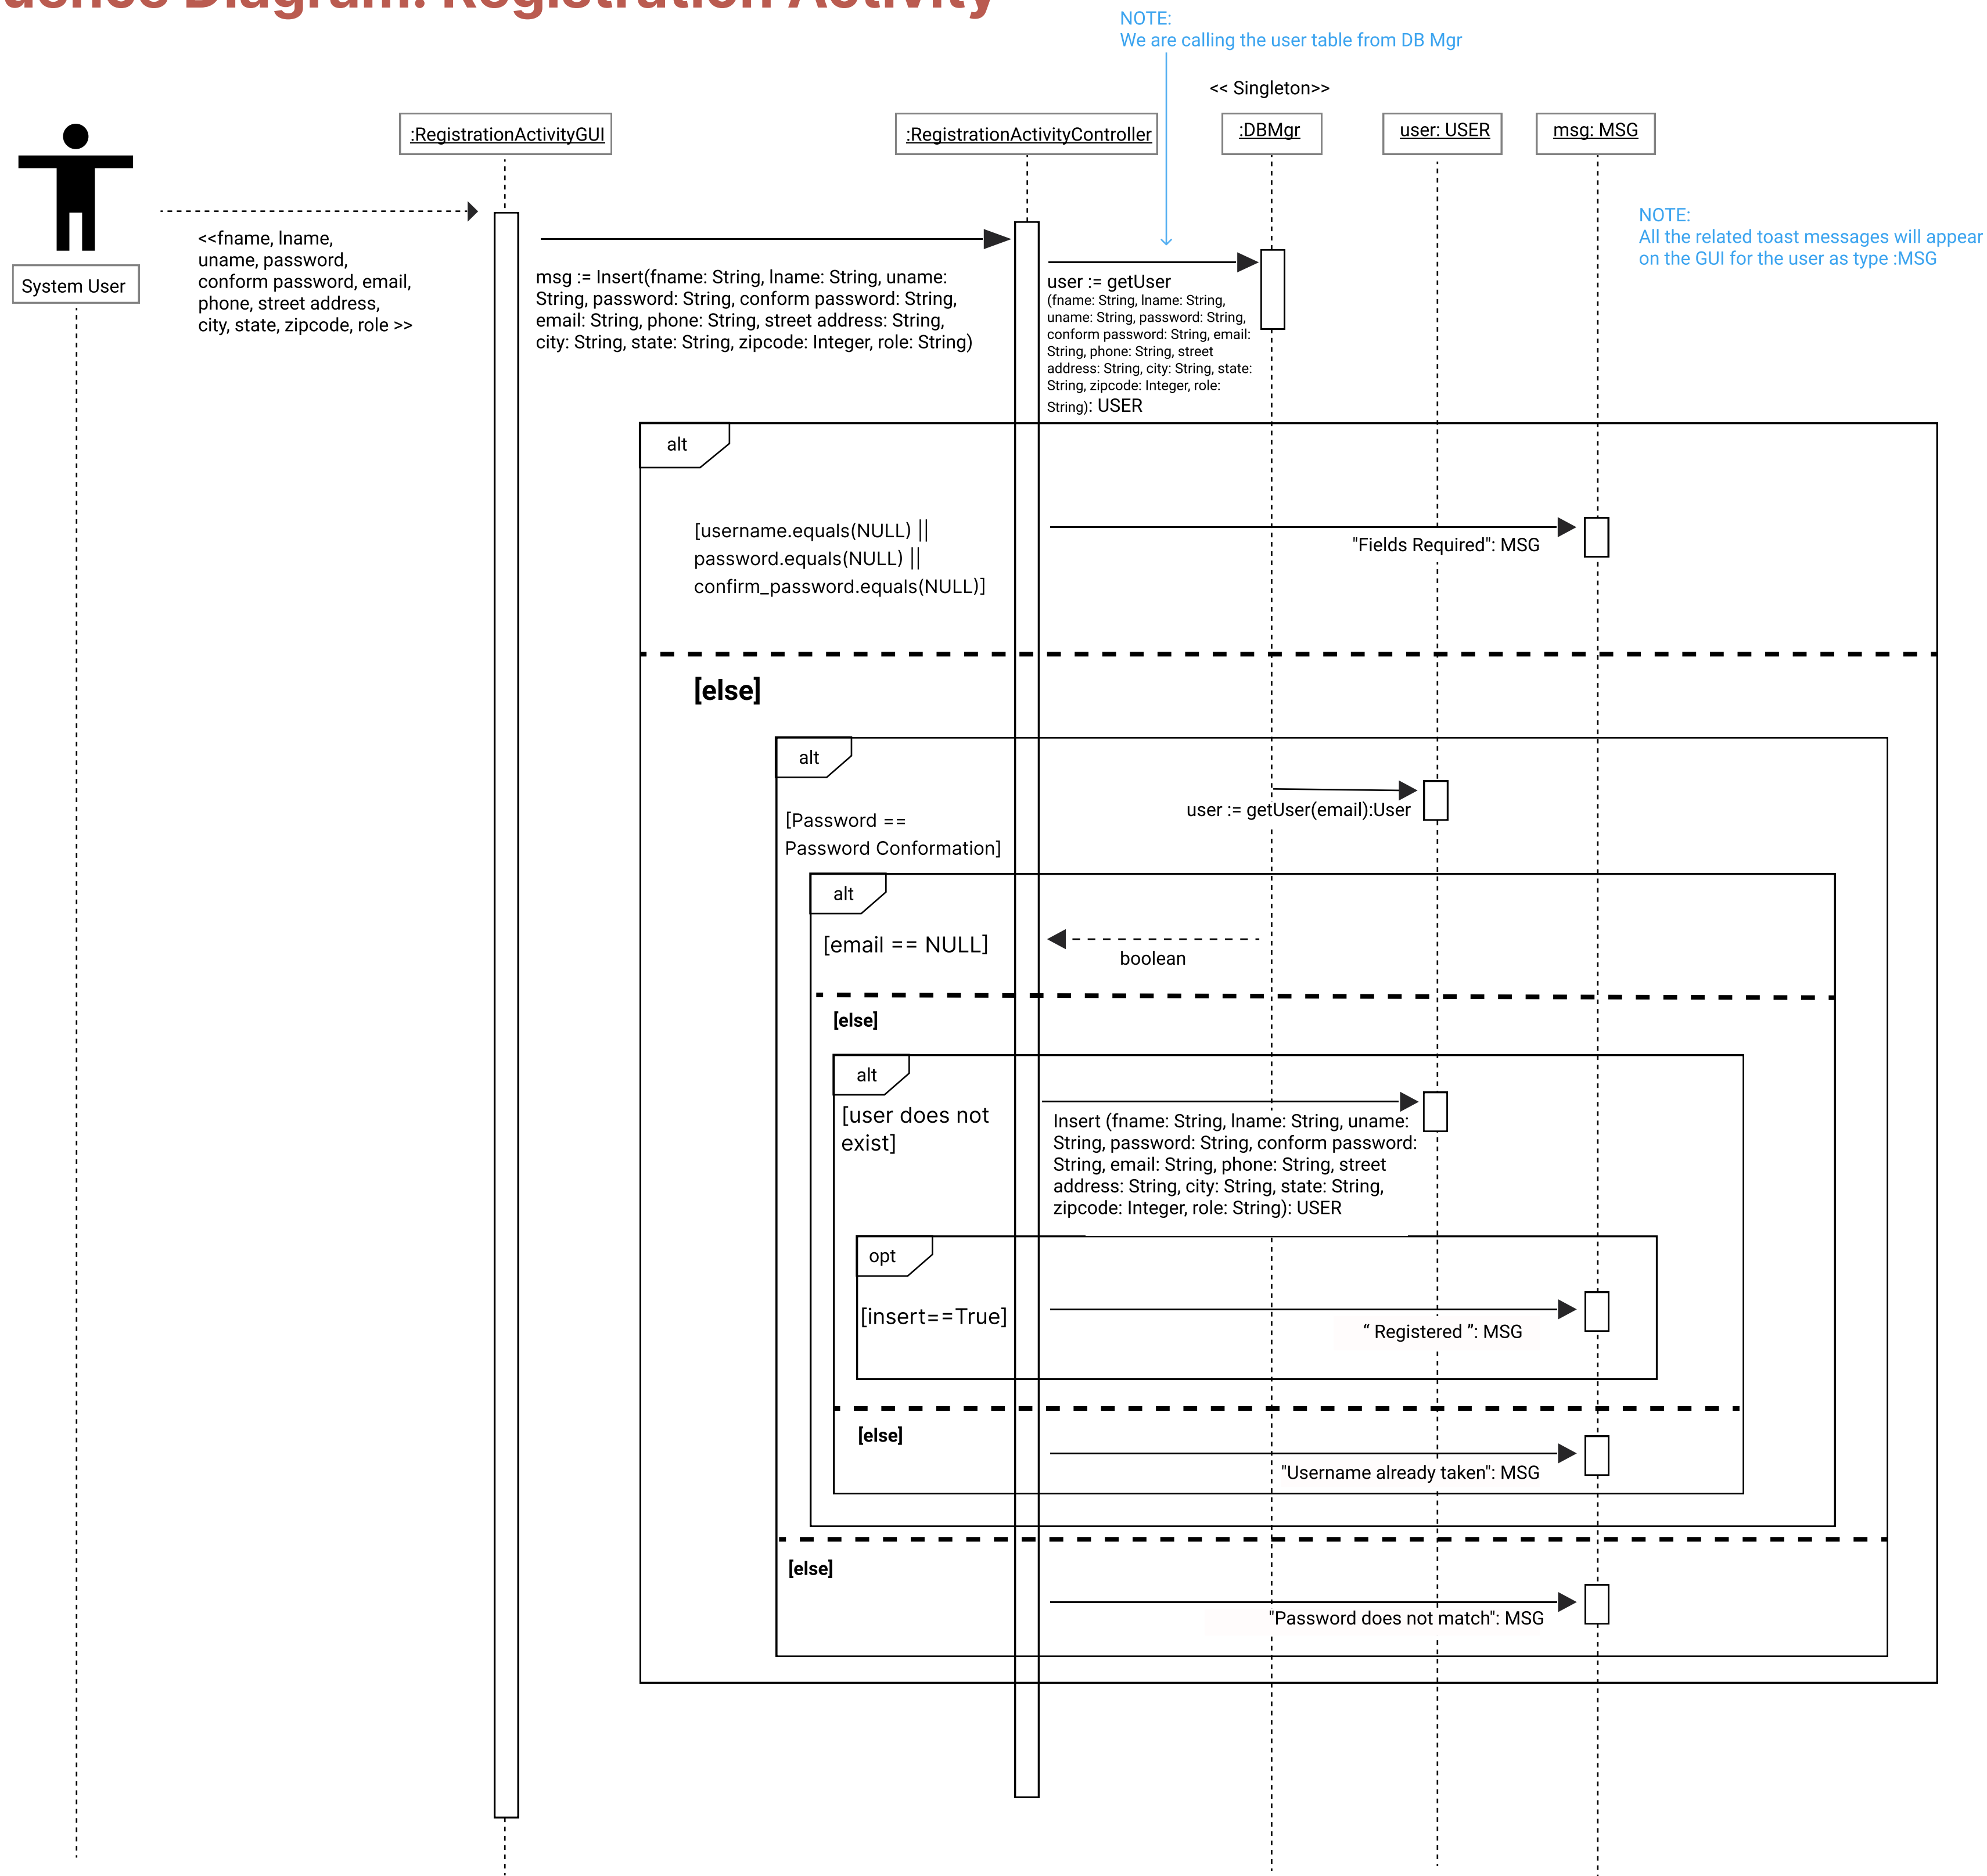 Diagram: Registration Activity
NOTE:
We are calling the user table from DB Mgr
<< Singleton>>
:RegistrationActivityGUI
:RegistrationActivityController
:DBMgr
user: USER
msg: MSG
System User
<<fname, lname,
uname, password,
conform password, email,
phone, street address,
city, state, zipcode, role >>
msg := Insert(fname: String, lname: String, uname:
String, password: String, conform password: String,
email: String, phone: String, street address: String,
city: String, state: String, zipcode: Integer, role: String)
user := getUser
(fname: String, lname: String,
uname: String, password: String,
conform password: String, email:
String, phone: String, street
address: String, city: String, state:
String, zipcode: Integer, role:
String): USER
NOTE:
All the related toast messages will appear
on the GUI for the user as type :MSG
alt
[username.equals(NULL) ||
password.equals(NULL) ||
confirm_password.equals(NULL)]
"Fields Required": MSG
[else]
alt
[Password ==
Password Conformation]
user := getUser(email):User
alt
[email == NULL]
boolean
[else]
alt
[user does not
exist]
Insert (fname: String, lname: String, uname:
String, password: String, conform password:
String, email: String, phone: String, street
address: String, city: String, state: String,
zipcode: Integer, role: String): USER
opt
[insert==True]
“ Registered ”: MSG
[else]
"Username already taken": MSG
[else]
"Password does not match": MSG